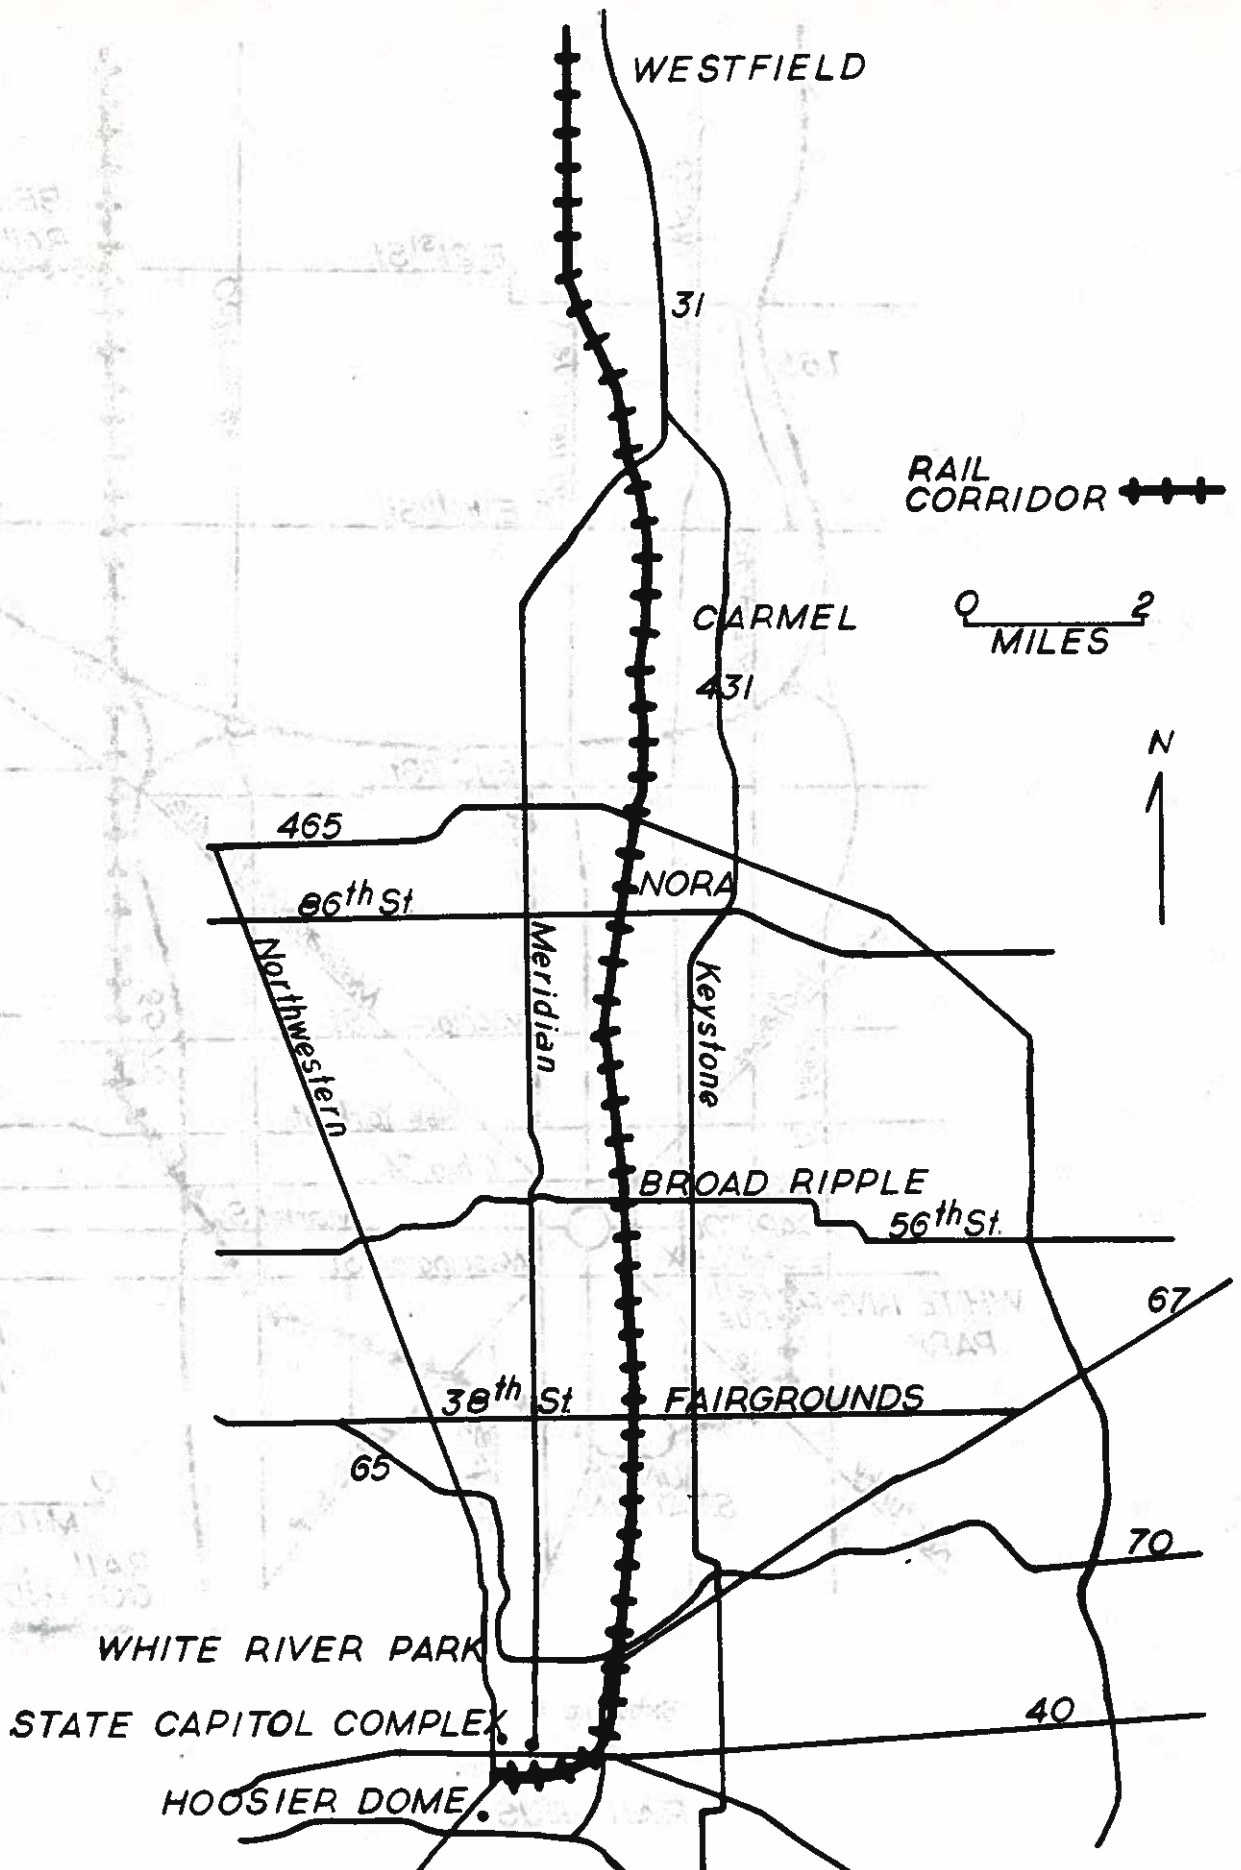 WESTFIELD
31
RAIL
CORRIDOR
0 2
MILES
CARMEL
431
N
465
NORA
86th St.
Northwestern
Meridian
Keystone
BROAD RIPPLE
56th St.
67
38th St.
FAIRGROUNDS
65
70
WHITE RIVER PARK
STATE CAPITOL COMPLEX
40
HOOSIER DOME